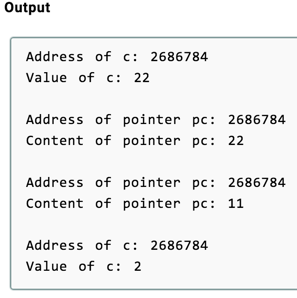 Output
Address of c: 2686784
Value of c: 22
Address of pointer pc: 2686784
Content of pointer pc: 22
Address of pointer pc: 2686784
Content of pointer pc: 11
Address of c: 2686784
Value of c: 2